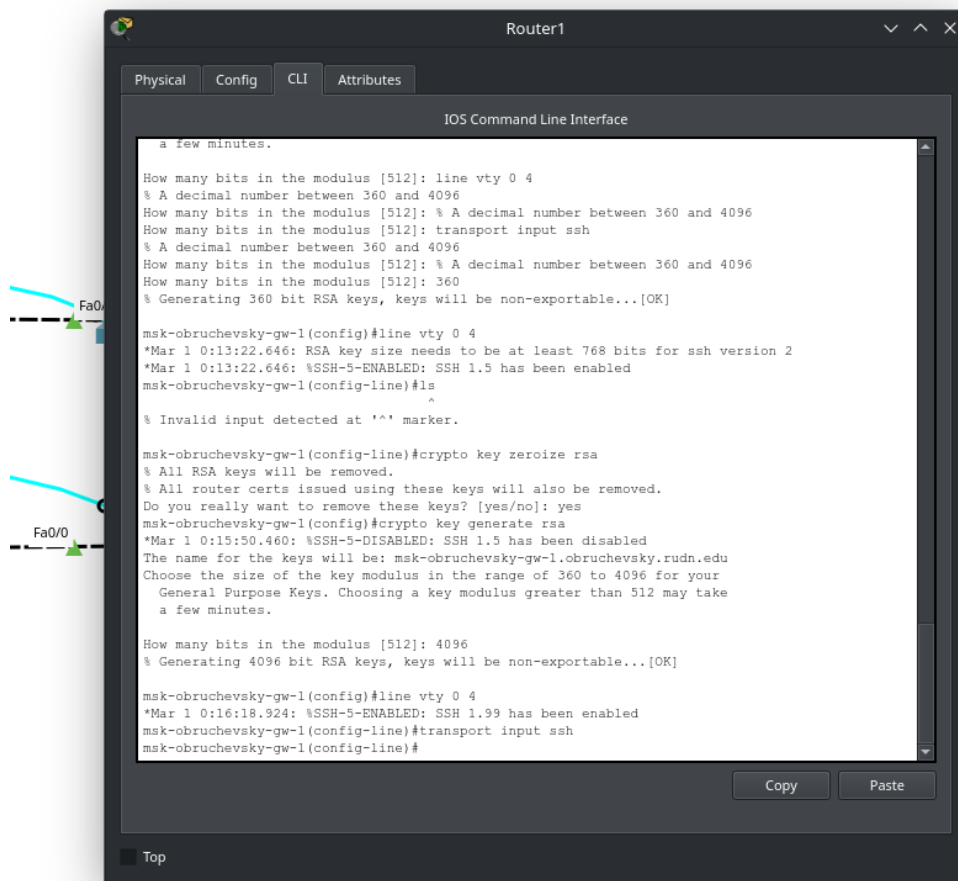 Router1
Physical
Config
CLI
Attributes
IOS Command Line Interface
a few minutes.
How many bits in the modulus [512]: line vty 0 4
% A decimal number between 360 and 4096
How many bits in the modulus [512]: % A decimal number between 360 and 4096
How many bits in the modulus [512]: transport input ssh
% A decimal number between 360 and 4096
How many bits in the modulus [512]: % A decimal number between 360 and 4096
How many bits in the modulus [512]: 360
% Generating 360 bit RSA keys, keys will be non-exportable...[OK]
msk-obruchevsky-gw-1(config)#line vty 0 4
*Mar 1 0:13:22.646: RSA key size needs to be at least 768 bits for ssh version 2
*Mar 1 0:13:22.646: %SSH-5-ENABLED: SSH 1.5 has been enabled
msk-obruchevsky-gw-1(config-line)#ls
^
% Invalid input detected at '^' marker.
msk-obruchevsky-gw-1(config-line)#crypto key zeroize rsa
% All RSA keys will be removed.
% All router certs issued using these keys will also be removed.
Do you really want to remove these keys? [yes/no]: yes
msk-obruchevsky-gw-1(config)#crypto key generate rsa
*Mar 1 0:15:50.460: %SSH-5-DISABLED: SSH 1.5 has been disabled
The name for the keys will be: msk-obruchevsky-gw-1.obruchevsky.rudn.edu
Choose the size of the key modulus in the range of 360 to 4096 for your
General Purpose Keys. Choosing a key modulus greater than 512 may take
a few minutes.
How many bits in the modulus [512]: 4096
% Generating 4096 bit RSA keys, keys will be non-exportable...[OK]
msk-obruchevsky-gw-1(config)#line vty 0 4
*Mar 1 0:16:18.924: %SSH-5-ENABLED: SSH 1.99 has been enabled
msk-obruchevsky-gw-1(config-line)#transport input ssh
msk-obruchevsky-gw-1(config-line)#
Copy
Paste
Top
Fa0/
Fa0/0